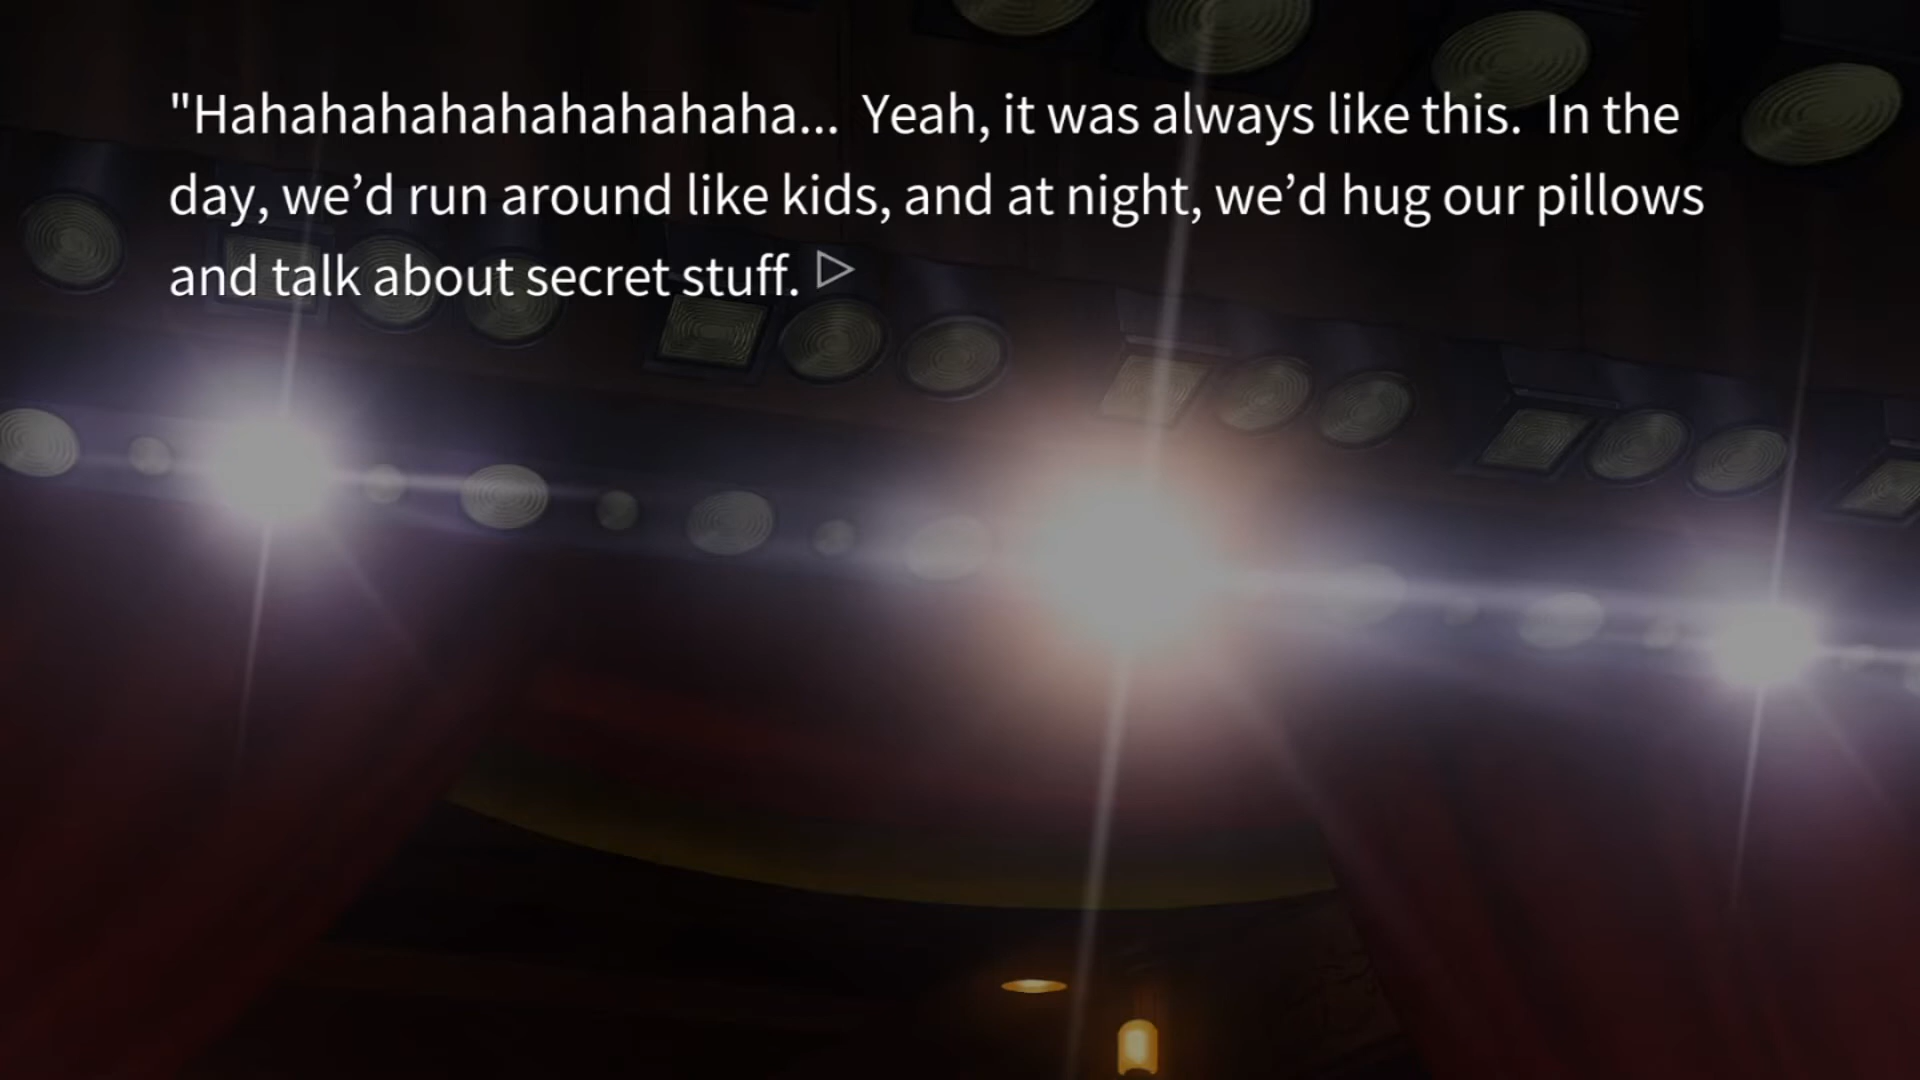 "Hahahahahahahahahaha...  Yeah, it was always like this.  In the
day, we’d run around like kids, and at night, we’d hug our pillows
and talk about secret stuff.